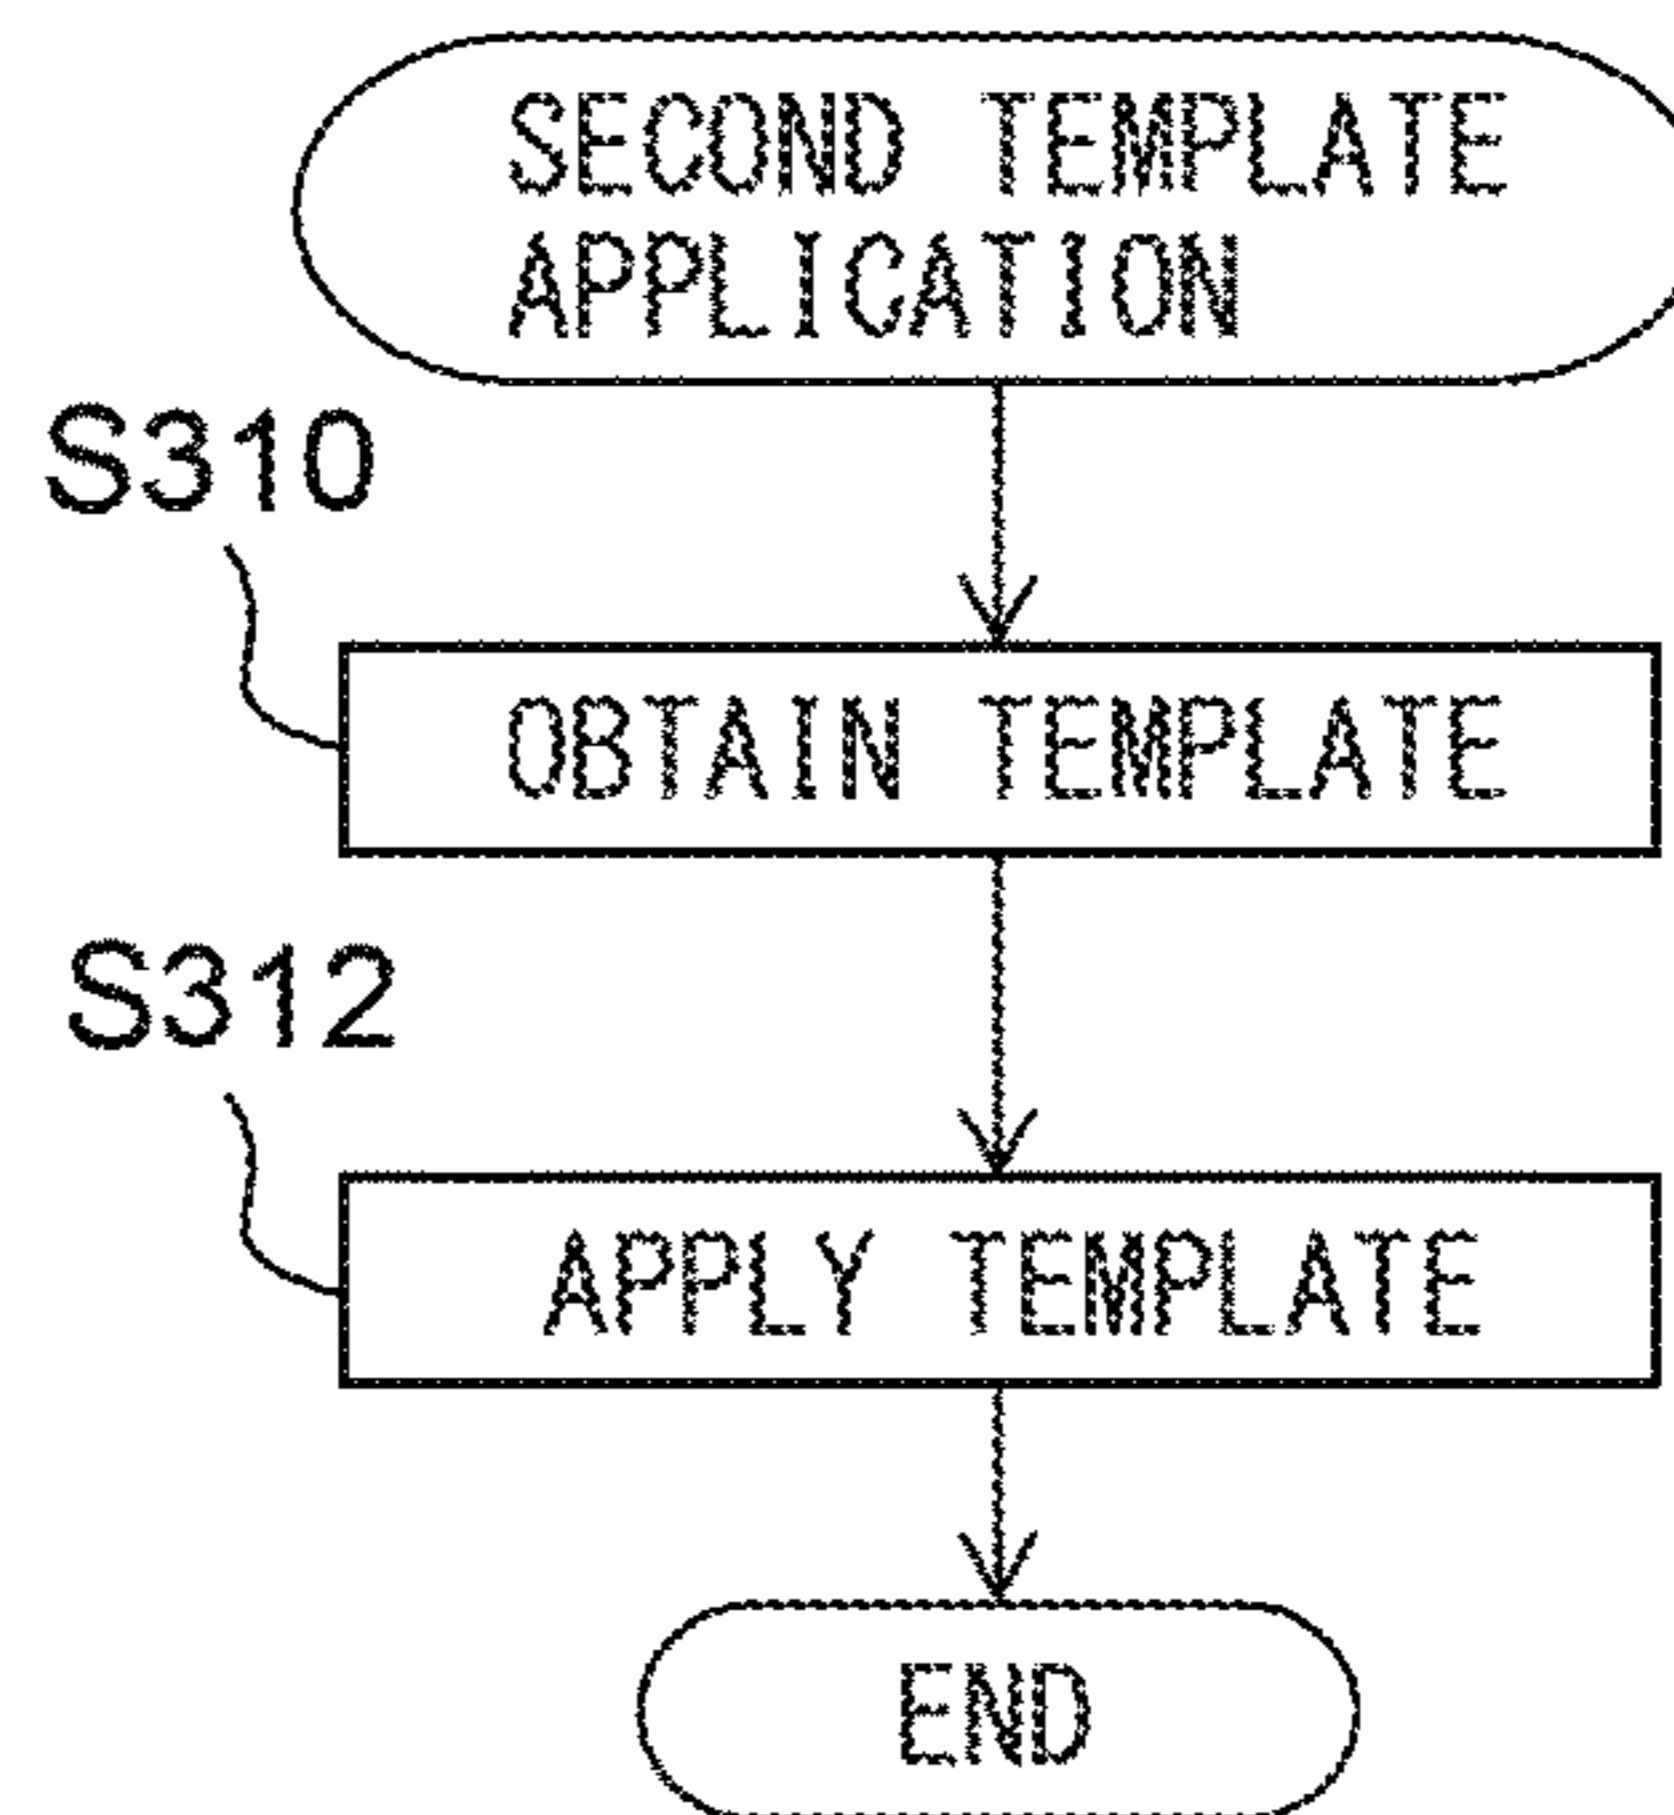 SECOND TEMPLATE
APPLICATION
S310
OBTAIN TEMPLATE
S312
APPLY TEMPLATE
END